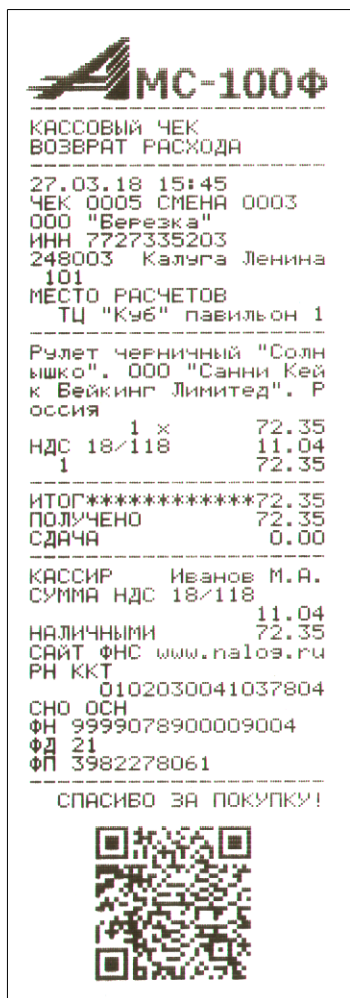 АМС-100Ф
КАССОВЫЙ ЧЕК
ВОЗВРАТ РАСХОДА
27.03.18 15:45
ЧЕК 0005 СМЕНА 0003
ООО "Березка"
ИНН 7727335203
248003 Калуга Ленина
101
МЕСТО РАСЧЕТОВ
ТЦ "Куб" павильон 1
Рулет черничный "Солн
ышко". ООО "Санни Кей
к Бейкинг Лимитед". Р
оссия
1 × 72.35
НДС 18/118 11.04
1 72.35
ИТОГ************72.35
ПОЛУЧЕНО 72.35
СДАЧА 0.00
КАССИР Иванов М.А.
СУММА НДС 18/118
11.04
НАЛИЧНЫМИ 72.35
САЙТ ФНС www.nalog.ru
РН ККТ
0102030041037804
СНО ОСН
ФН 9999078900009004
ФД 21
ФП 3982278061
СПАСИБО ЗА ПОКУПКУ!